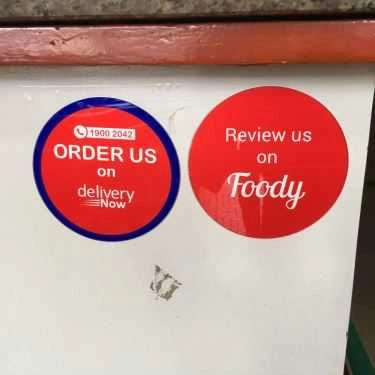 1900 2042
ORDER US
on
delivery
Now
Review us
on
Foody